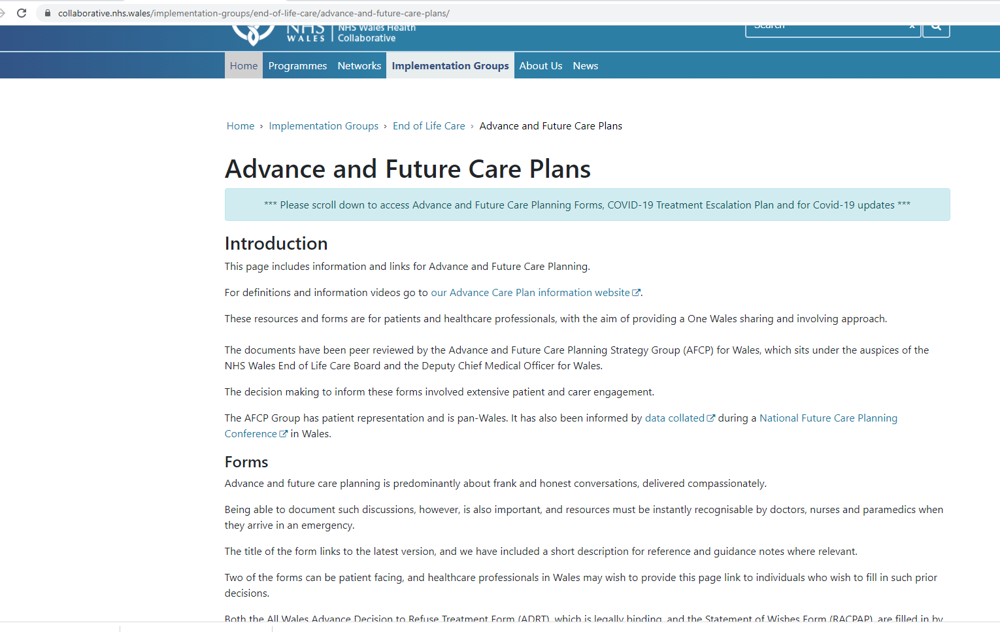 collaborative.nhs.wales/implementation-groups/end-of-life-care/advance-and-future-care-plans/
NHS WALES
NHS Wales Health Collaborative
Search x
Home Programmes Networks Implementation Groups About Us News
Home › Implementation Groups › End of Life Care › Advance and Future Care Plans
Advance and Future Care Plans
*** Please scroll down to access Advance and Future Care Planning Forms, COVID-19 Treatment Escalation Plan and for Covid-19 updates ***
Introduction
This page includes information and links for Advance and Future Care Planning.
For definitions and information videos go to our Advance Care Plan information website.
These resources and forms are for patients and healthcare professionals, with the aim of providing a One Wales sharing and involving approach.
The documents have been peer reviewed by the Advance and Future Care Planning Strategy Group (AFCP) for Wales, which sits under the auspices of the
NHS Wales End of Life Care Board and the Deputy Chief Medical Officer for Wales.
The decision making to inform these forms involved extensive patient and carer engagement.
The AFCP Group has patient representation and is pan-Wales. It has also been informed by data collated during a National Future Care Planning
Conference in Wales.
Forms
Advance and future care planning is predominantly about frank and honest conversations, delivered compassionately.
Being able to document such discussions, however, is also important, and resources must be instantly recognisable by doctors, nurses and paramedics when
they arrive in an emergency.
The title of the form links to the latest version, and we have included a short description for reference and guidance notes where relevant.
Two of the forms can be patient facing, and healthcare professionals in Wales may wish to provide this page link to individuals who wish to fill in such prior
decisions.
Both the All Wales Advance Decision to Refuse Treatment Form (ADRT), which is legally binding, and the Statement of Wishes Form (RACPAP), are filled in by